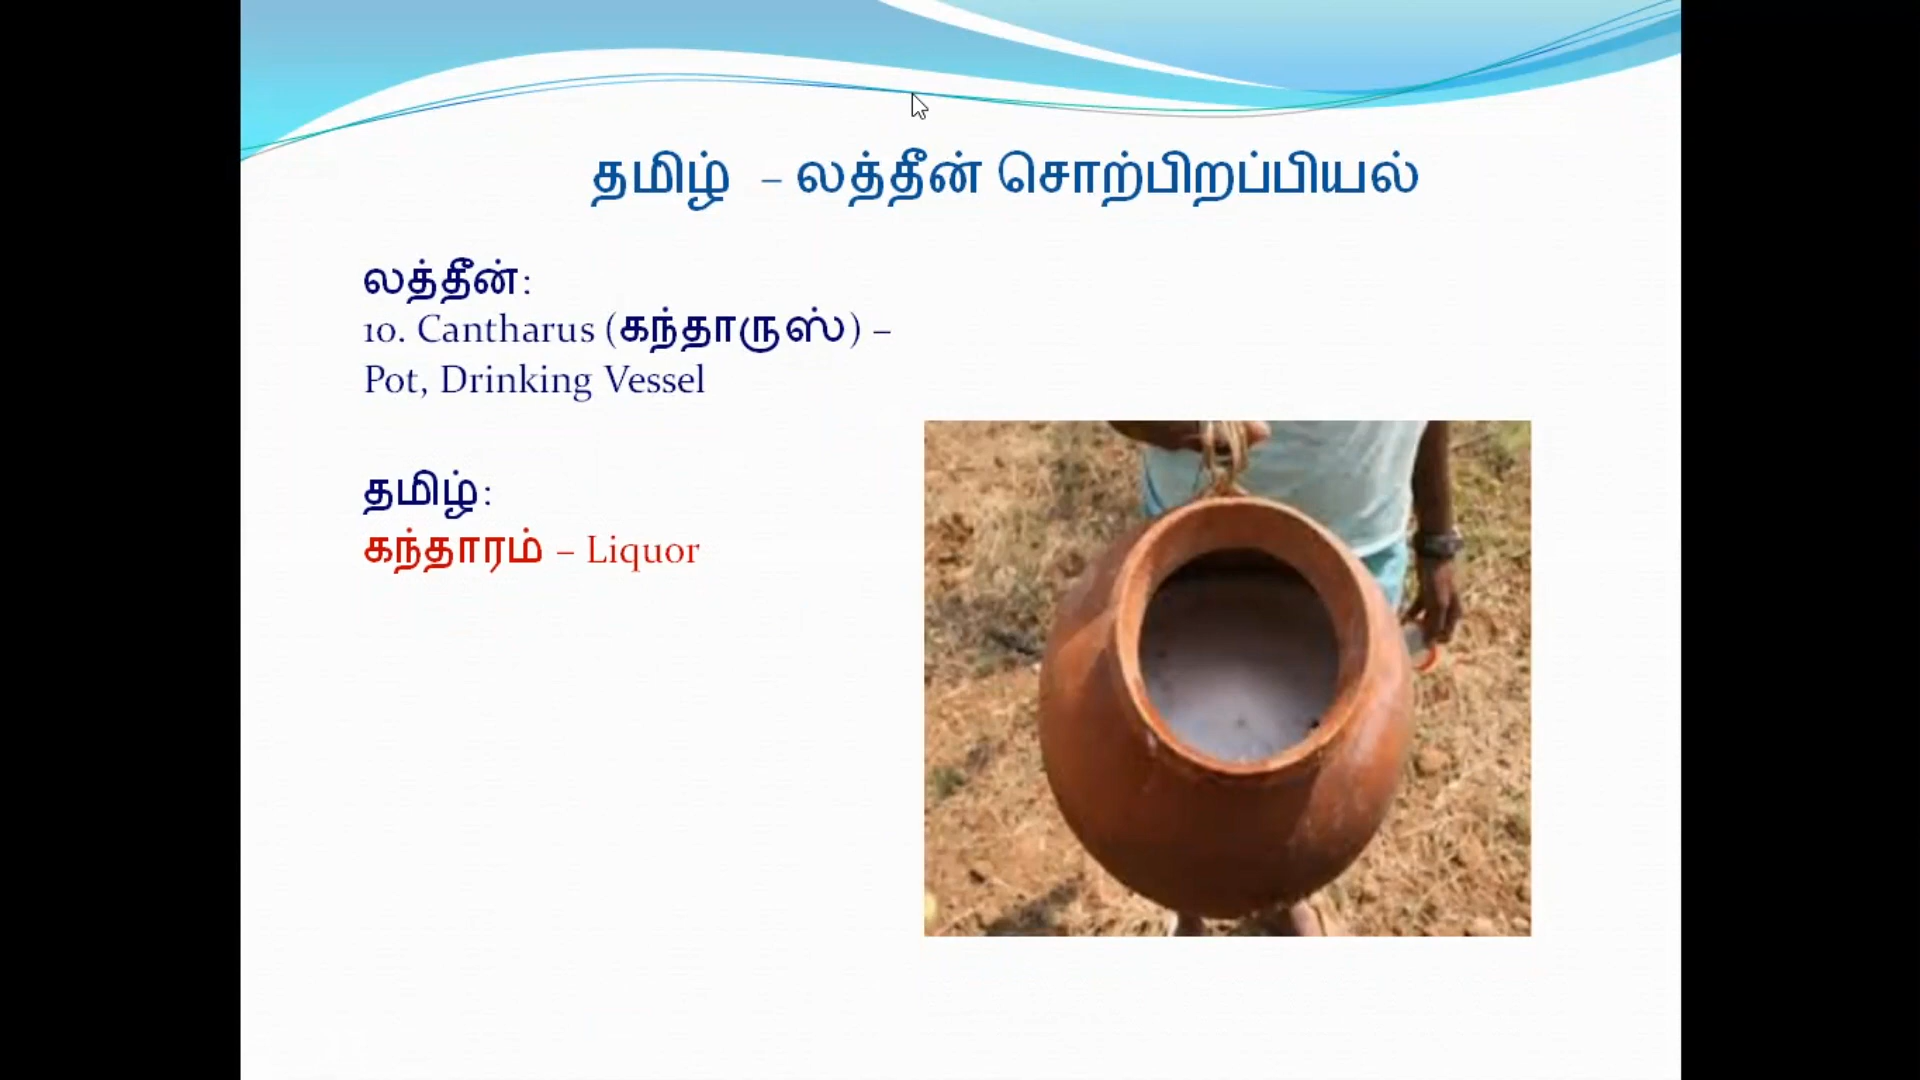 தமிழ் – லத்தீன் சொற்பிறப்பியல்
லத்தீன்:
10. Cantharus (கந்தாருஸ்) –
Pot, Drinking Vessel
தமிழ்:
கந்தாரம் – Liquor